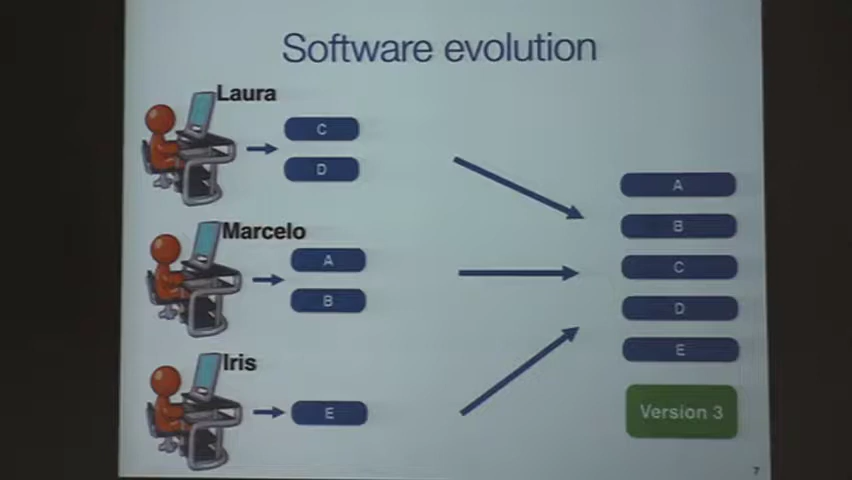 Software evolution
Laura
C
D
Marcelo
A
B
Iris
E
A
B
C
D
E
Version 3
7